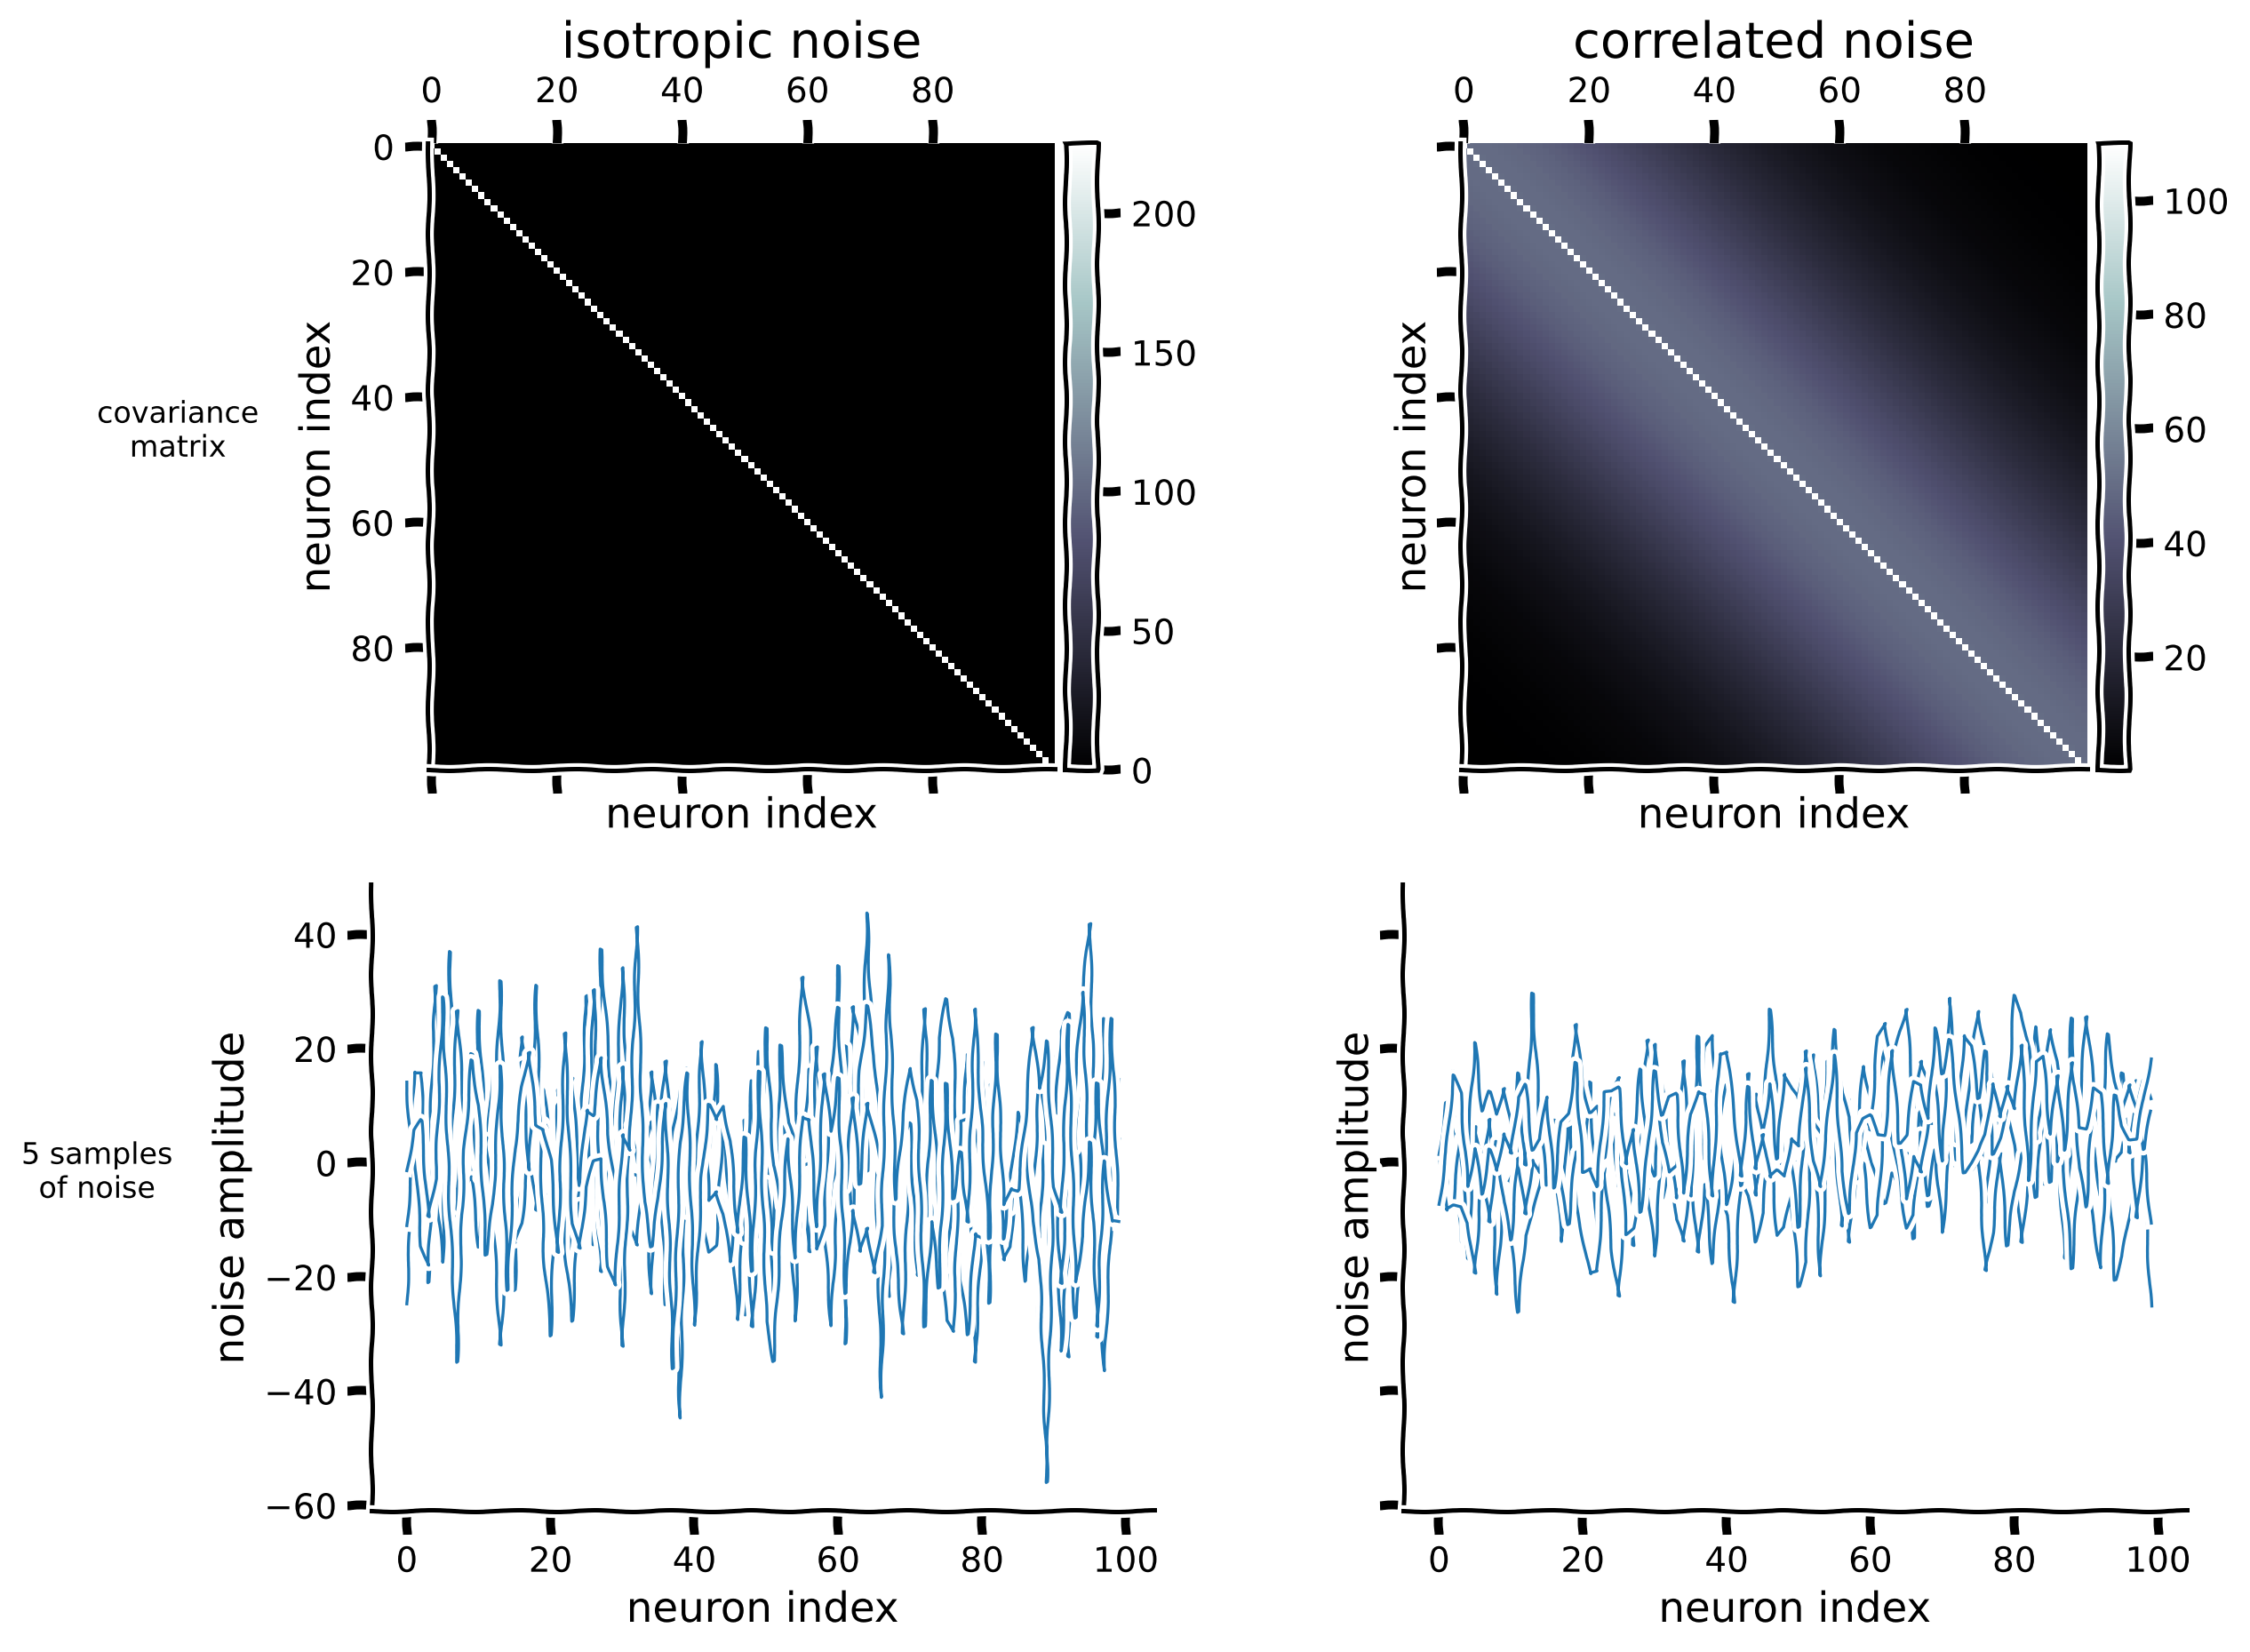 isotropic noise
correlated noise
0 20 40 60 80
0 20 40 60 80
0
20
40
60
80
neuron index
covariance
matrix
200
150
100
50
0
neuron index
100
80
60
40
20
neuron index
neuron index
40
20
0
−20
−40
−60
noise amplitude
5 samples
of noise
noise amplitude
0 20 40 60 80 100
0 20 40 60 80 100
neuron index
neuron index